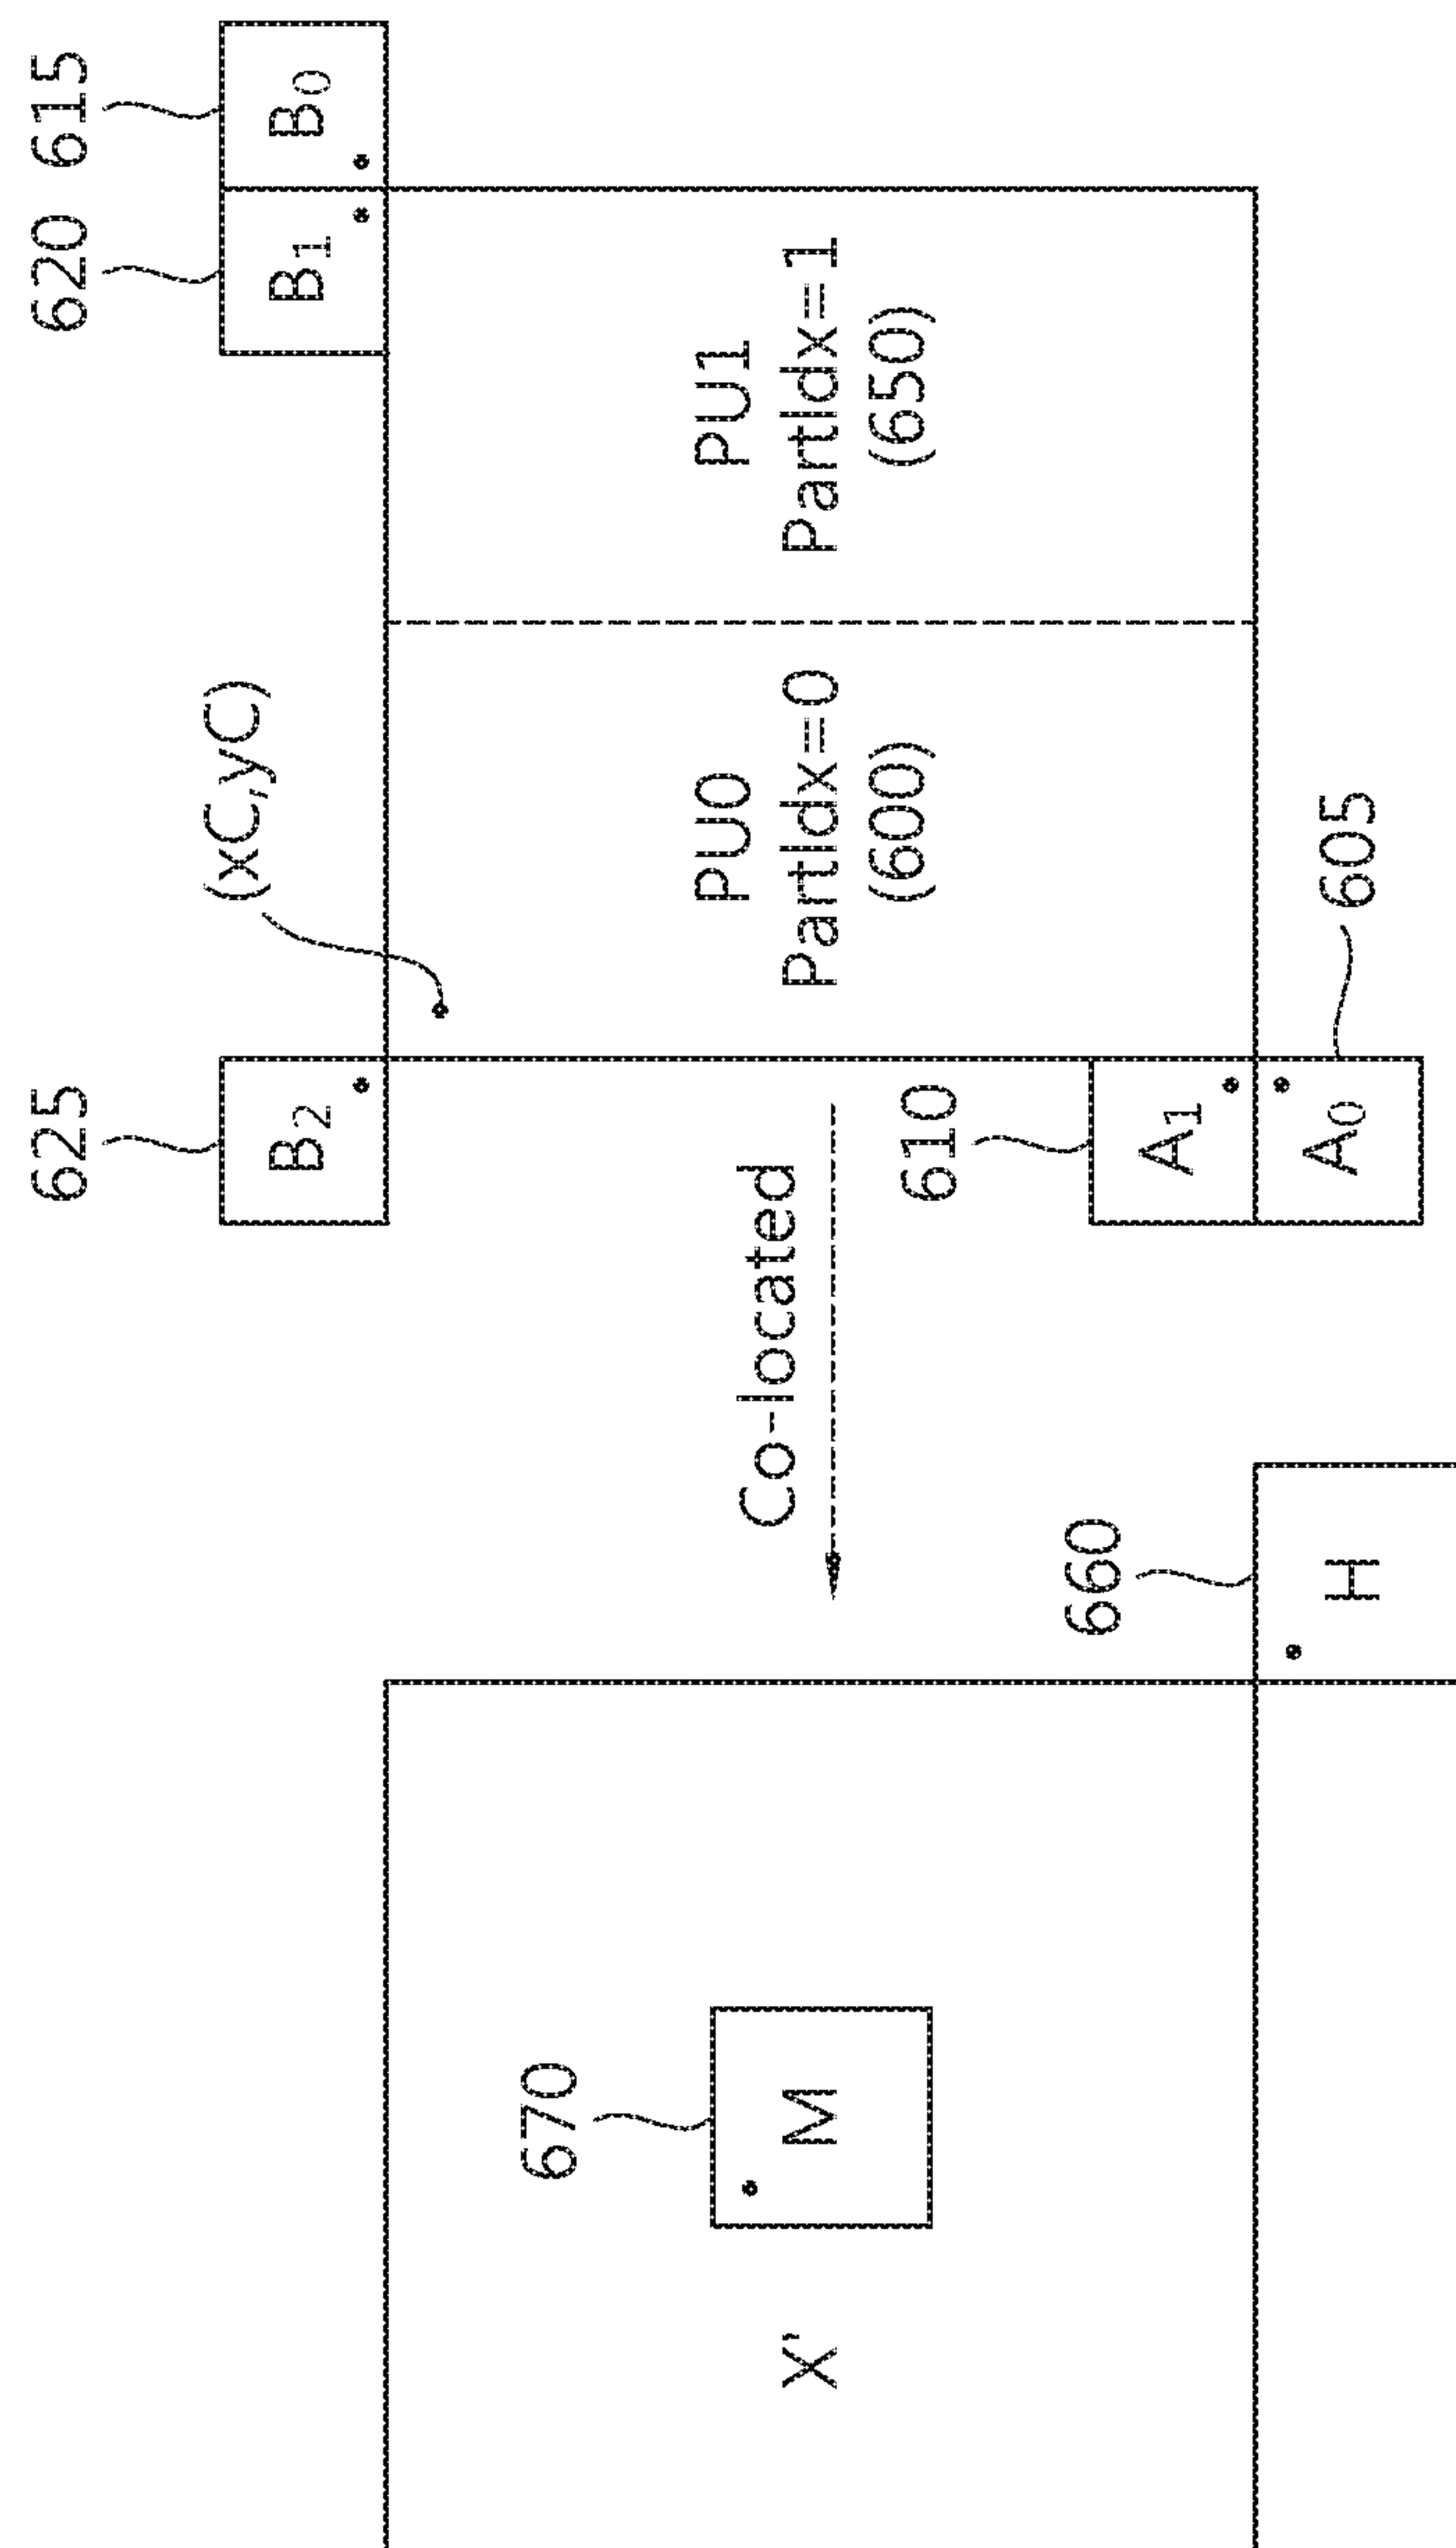 625
620
615
(xC,yC)
B₂
B₁
B₀
670
X'
M
Co-located
PU0
PartIdx=0
(600)
PU1
PartIdx=1
(650)
610
660
A₁
H
A₀
605